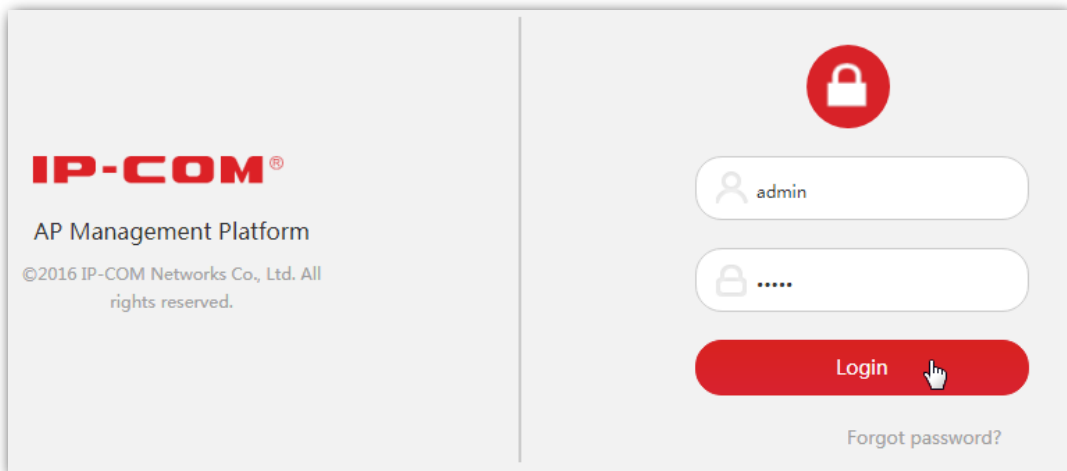 IP-COM®
AP Management Platform
©2016 IP-COM Networks Co., Ltd. All
rights reserved.
admin
•••••
Login
Forgot password?